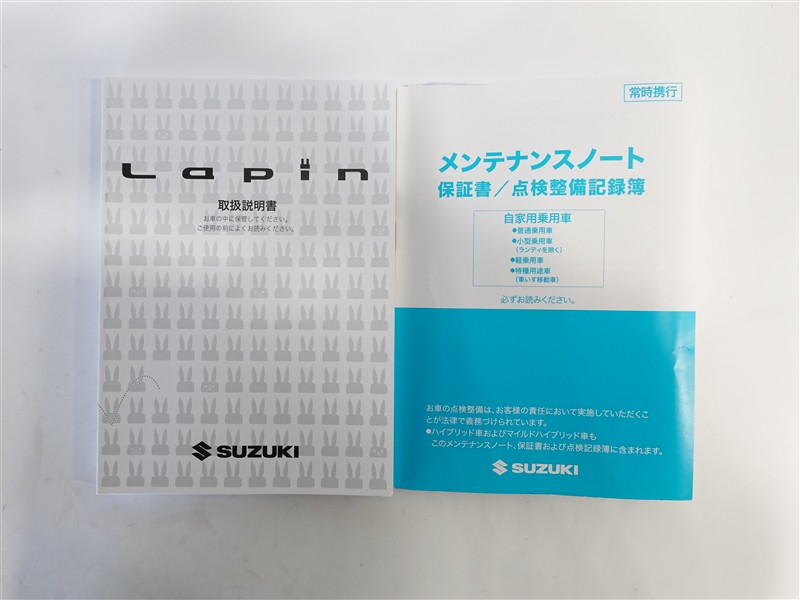 Lapin
取扱説明書
お車の中に保管してください。
ご使用の前によくお読みください。
SUZUKI
常時携行
メンテナンスノート
保証書／点検整備記録簿
自家用乗用車
●普通乗用車
●小型乗用車
（ランディを除く）
●軽乗用車
●特種用途車
（車いす移動車）
必ずお読みください。
お車の点検整備は、お客様の責任において実施していただくこ
とが法律で義務づけられています。
●ハイブリッド車およびマイルドハイブリッド車も
このメンテナンスノート、保証書および点検記録簿に含まれます。
SUZUKI